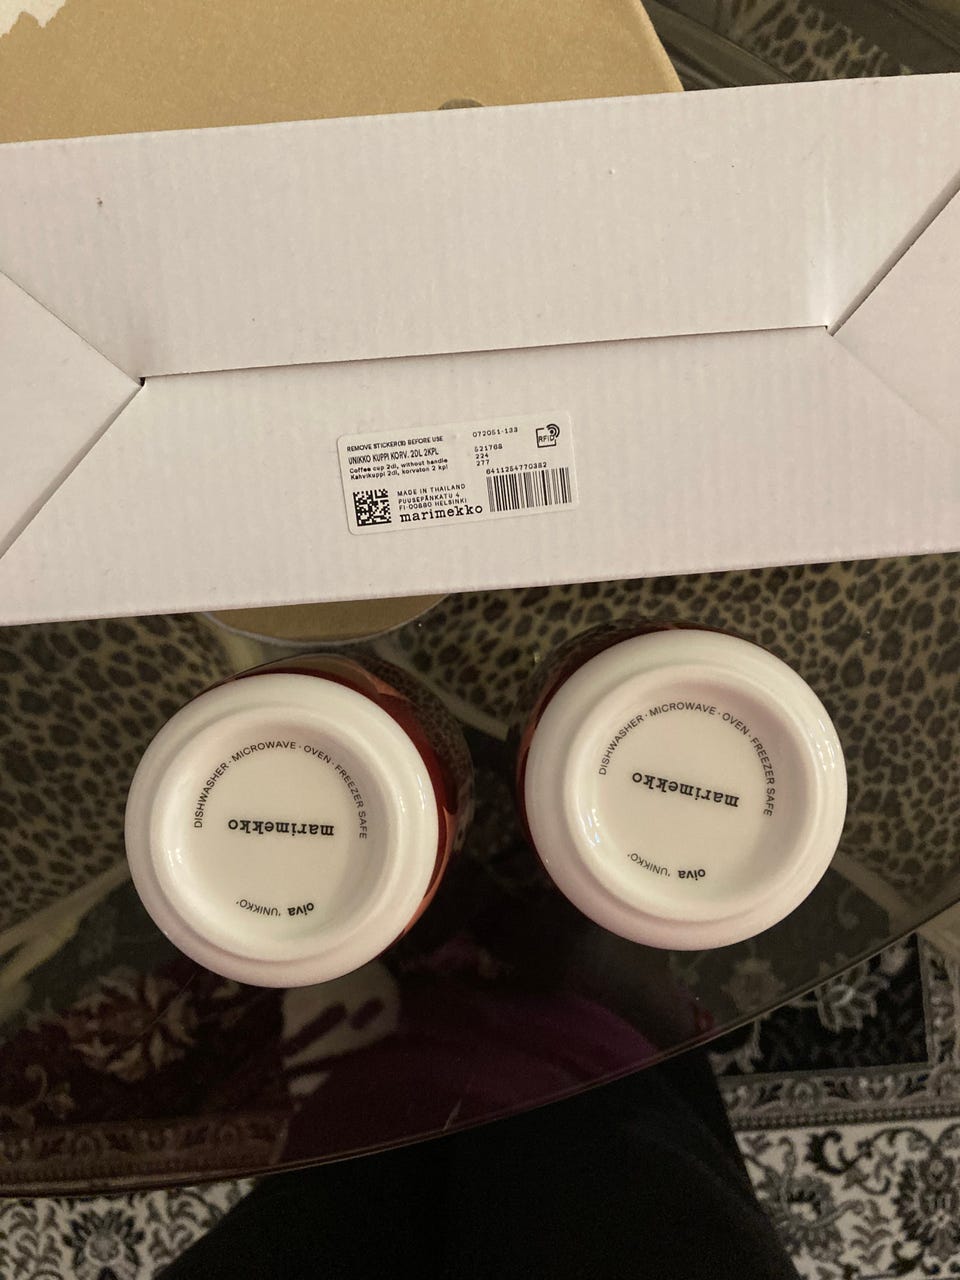 REMOVE STICKER(S) BEFORE USE
UNIKKO KUPPI KORV. 2DL 2KPL
Coffee cup 2dl, without handle
Kahvikuppi 2dl, korvaton 2 kpl
MADE IN THAILAND
PUUSEPÄNKATU 4
FI-00880 HELSINKI
marimekko
072051-133
521768
224
277
6411254770382
RFID
DISHWASHER · MICROWAVE · OVEN · FREEZER SAFE
marimekko
oiva 'UNIKKO'
DISHWASHER · MICROWAVE · OVEN · FREEZER SAFE
marimekko
oiva 'UNIKKO'